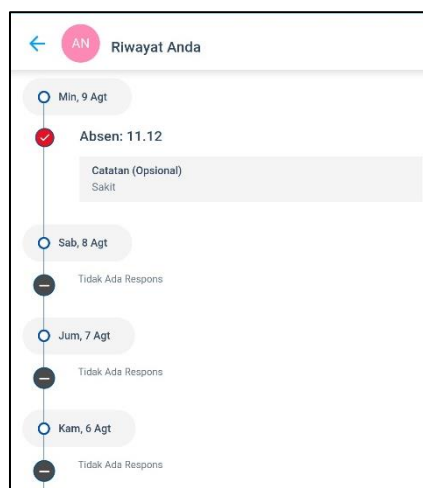 AN
Riwayat Anda
Min, 9 Agt
Absen: 11.12
Catatan (Opsional)
Sakit
Sab, 8 Agt
Tidak Ada Respons
Jum, 7 Agt
Tidak Ada Respons
Kam, 6 Agt
Tidak Ada Respons